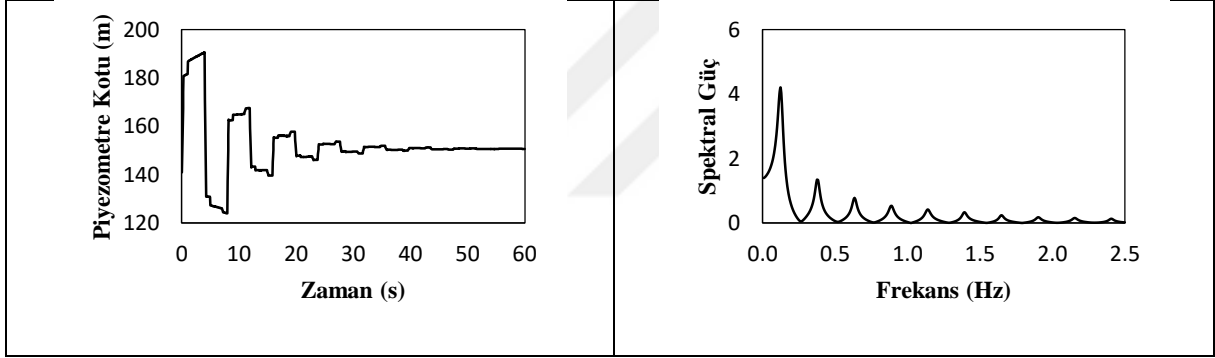 Piyezometre Kotu (m)
200
180
160
140
120
0 10 20 30 40 50 60
Zaman (s)
Spektral Güç
6
4
2
0
0.0 0.5 1.0 1.5 2.0 2.5
Frekans (Hz)